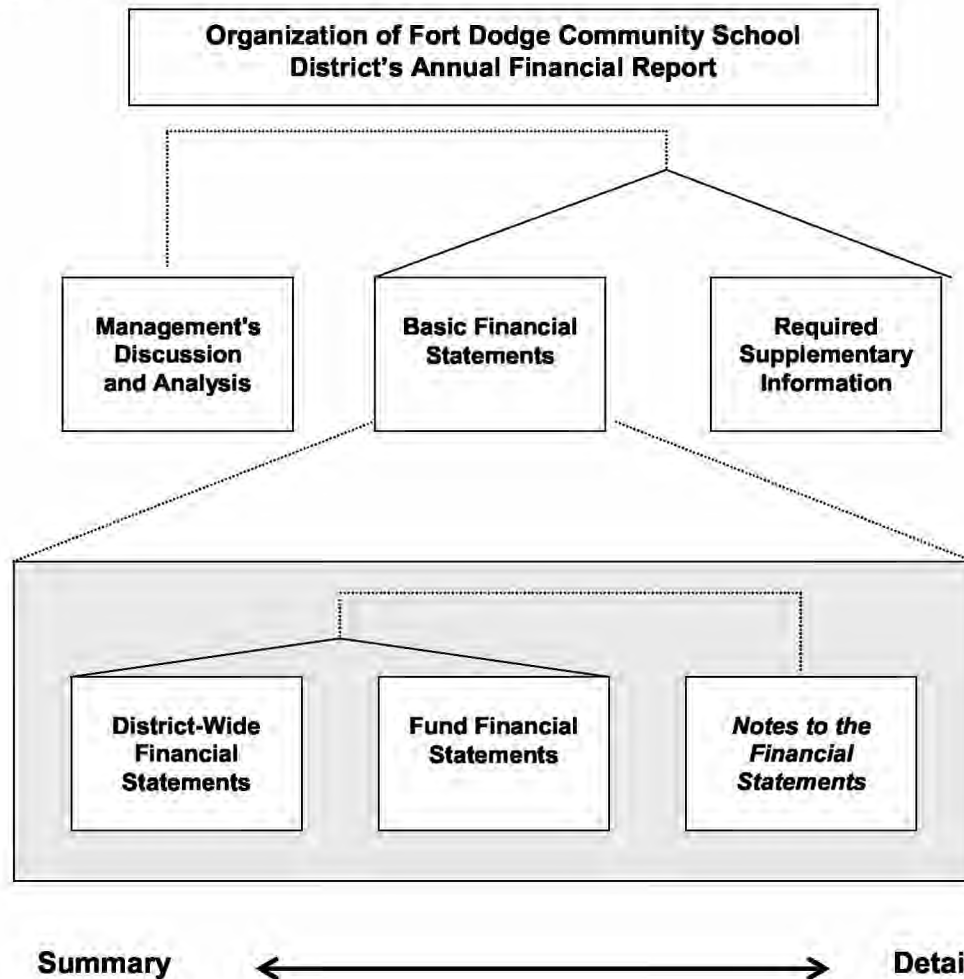 Organization of Fort Dodge Community School
District's Annual Financial Report
Management's
Discussion
and Analysis
Basic Financial
Statements
Required
Supplementary
Information
District-Wide
Financial
Statements
Fund Financial
Statements
Notes to the
Financial
Statements
Summary
Detai